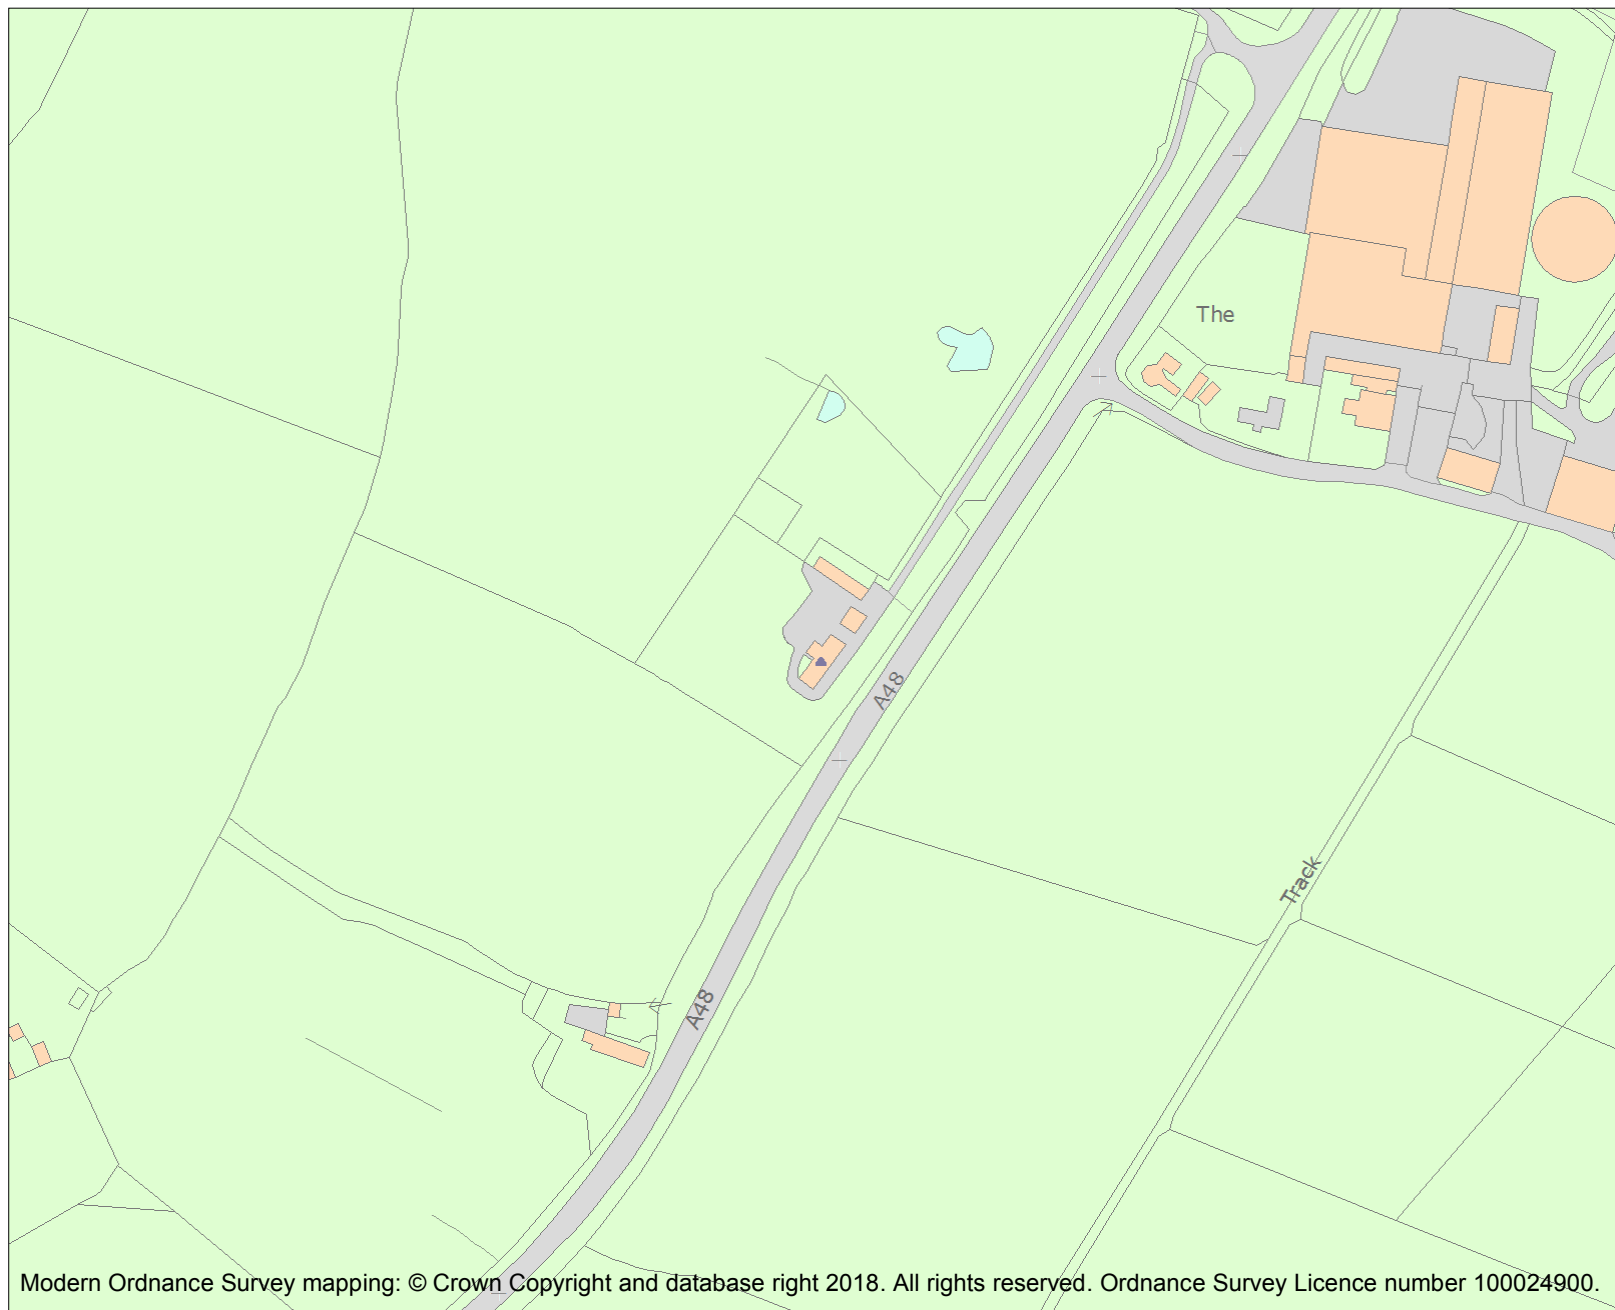 The
A48
Track
A48
Modern Ordnance Survey mapping: © Crown Copyright and database right 2018. All rights reserved. Ordnance Survey Licence number 100024900.